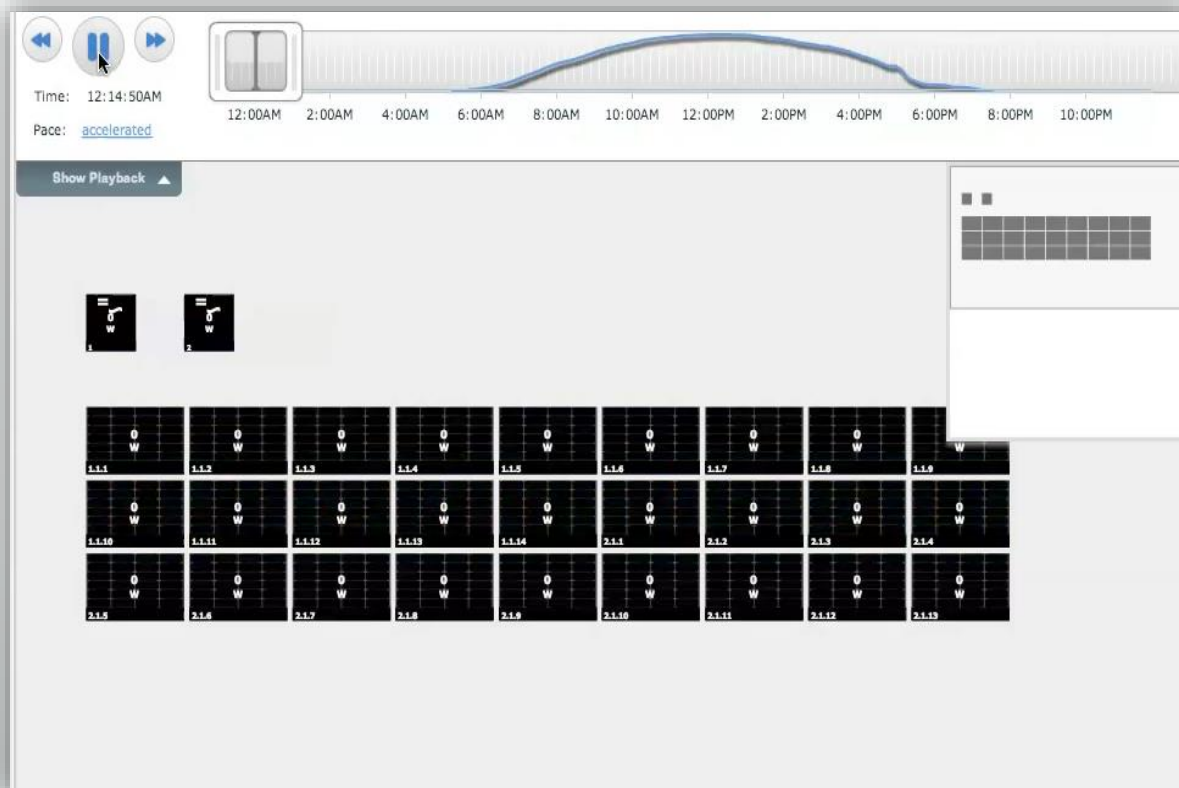 Time: 12:14:50AM
Pace: accelerated
12:00AM 2:00AM 4:00AM 6:00AM 8:00AM 10:00AM 12:00PM 2:00PM 4:00PM 6:00PM 8:00PM 10:00PM
Show Playback
0 0
W W
1 2
0 0 0 0 0 0 0 0
W W W W W W W W W
1.1.1 1.1.2 1.1.3 1.1.4 1.1.5 1.1.6 1.1.7 1.1.8 1.1.9
0 0 0 0 0 0 0 0 0
W W W W W W W W W
1.1.10 1.1.11 1.1.12 1.1.13 1.1.14 2.1.1 2.1.2 2.1.3 2.1.4
0 0 0 0 0 0 0 0 0
W W W W W W W W W
2.1.5 2.1.6 2.1.7 2.1.8 2.1.9 2.1.10 2.1.11 2.1.12 2.1.13